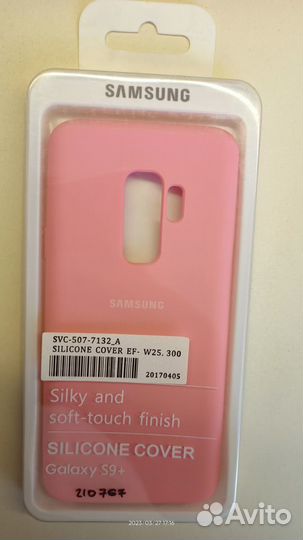 SAMSUNG
SAMSUNG
SVC-507-7132_A
SILICONE COVER EF- W25. 300
20170405
Silky and
soft-touch finish
SILICONE COVER
Galaxy S9+
210767
2023/03/27 17:16
Avito